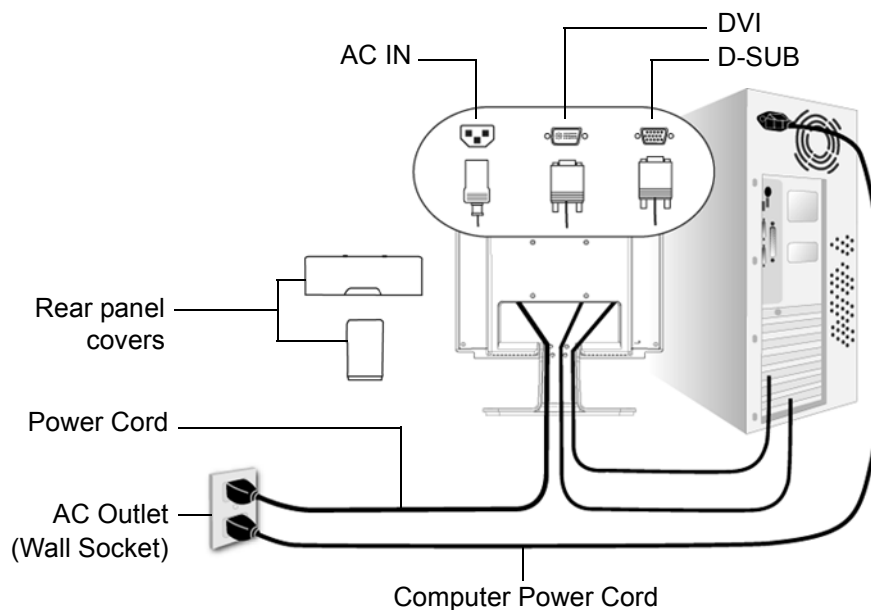 DVI
AC IN
D-SUB
Rear panel
covers
Power Cord
AC Outlet
(Wall Socket)
Computer Power Cord